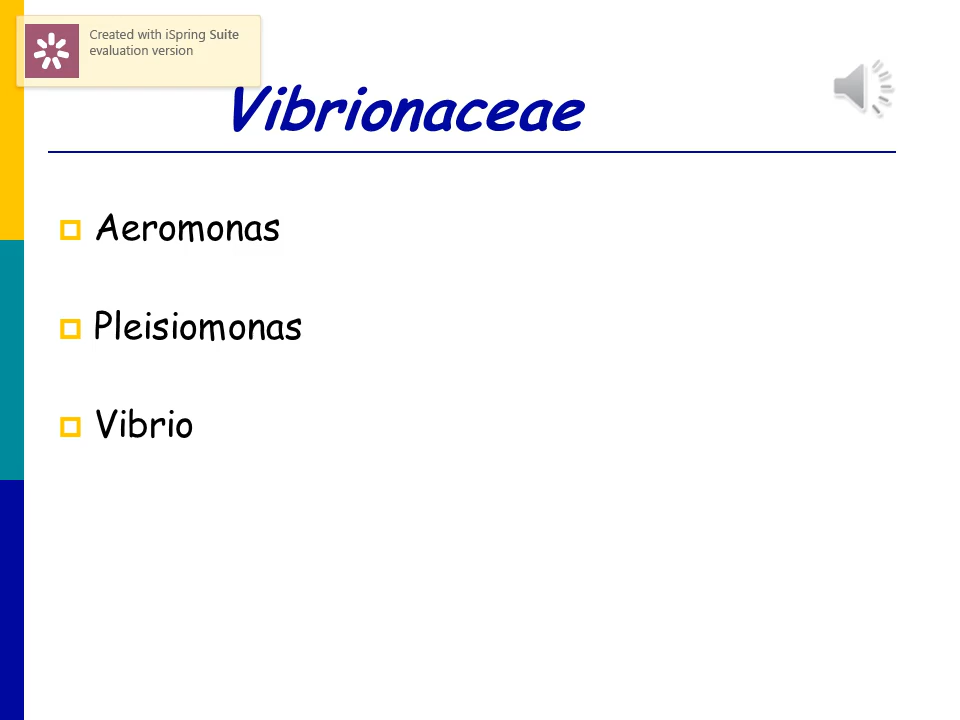 Created with iSpring Suite
evaluation version
Vibrionaceae
Aeromonas
Pleisiomonas
Vibrio